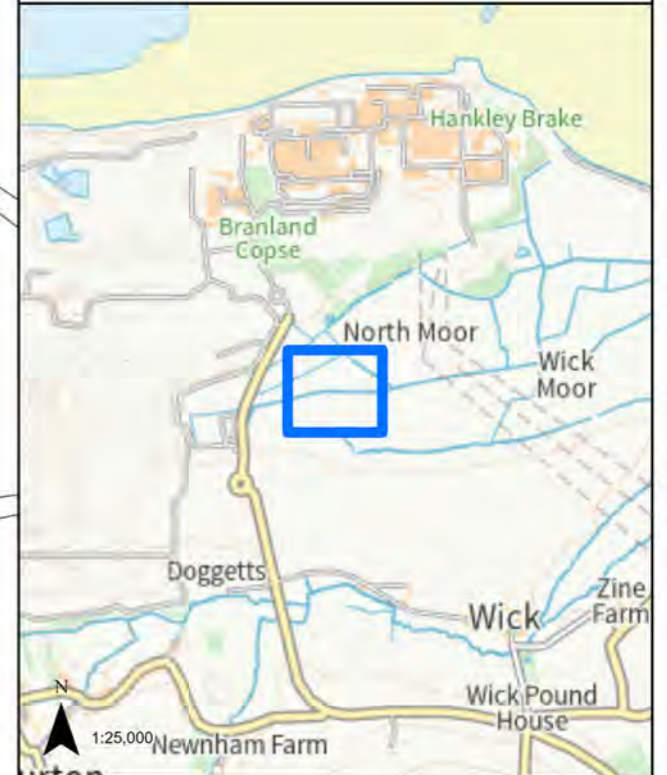 Hankley Brake
Branland
Copse
North Moor
Wick
Moor
Doggetts
Wick
Zine
Farm
Wick Pound
House
N
1:25,000
Newnham Farm